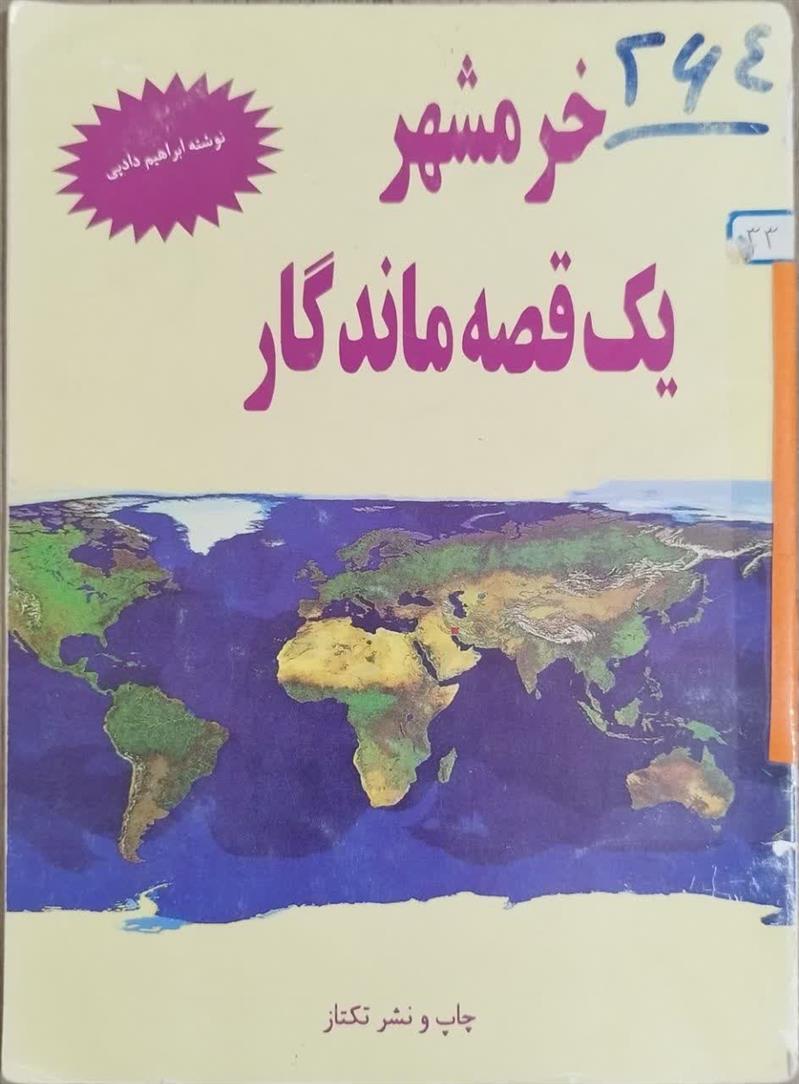 ۲۶۴
خرمشهر
نوشته ابراهیم دادبی
۳۳
یک قصه ماندگار
چاپ و نشر تکتاز